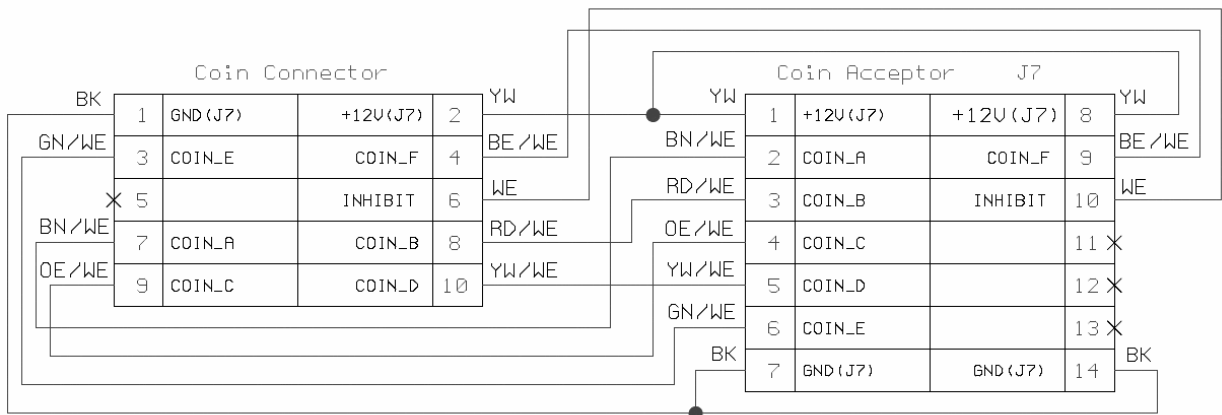 Coin Connector
BK 1 GND(J7) +12V(J7) 2 YW
GN/WE 3 COIN_E COIN_F 4 BE/WE
5 INHIBIT 6 WE
BN/WE 7 COIN_A COIN_B 8 RD/WE
OE/WE 9 COIN_C COIN_D 10 YW/WE
Coin Acceptor J7
YW 1 +12V(J7) +12V(J7) 8 YW
BN/WE 2 COIN_A COIN_F 9 BE/WE
RD/WE 3 COIN_B INHIBIT 10 WE
OE/WE 4 COIN_C 11
YW/WE 5 COIN_D 12
GN/WE 6 COIN_E 13
BK 7 GND(J7) GND(J7) 14 BK